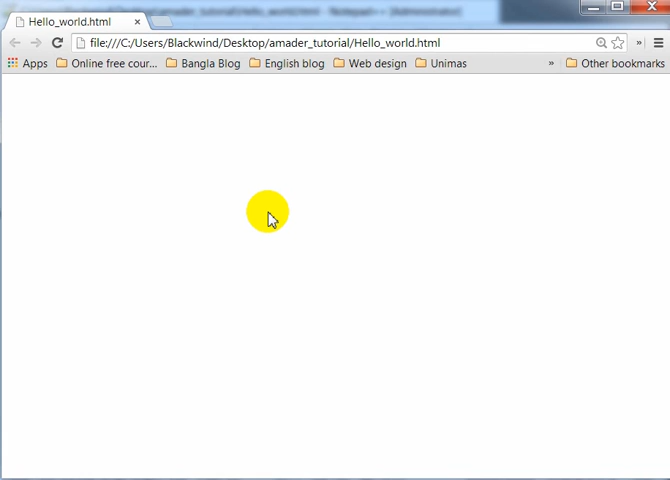 Hello_world.html
file:///C:/Users/Blackwind/Desktop/amader_tutorial/Hello_world.html
Apps Online free cour... Bangla Blog English blog Web design Unimas » Other bookmarks